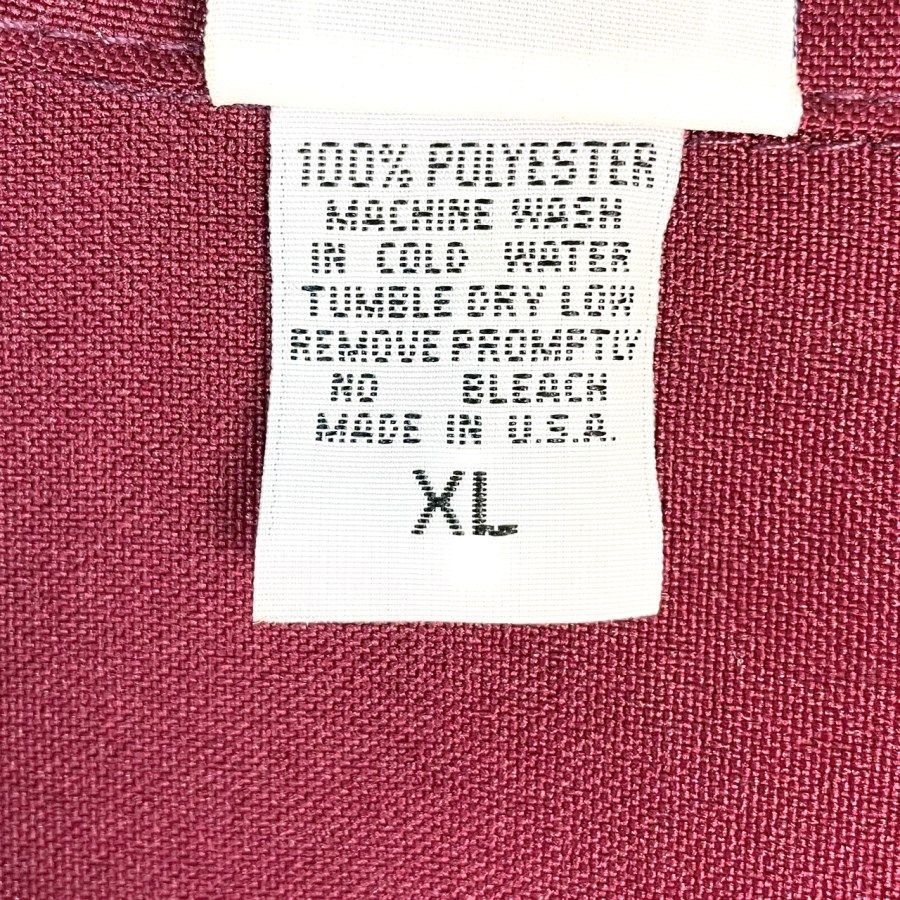 100% POLYESTER
MACHINE WASH
IN COLD WATER
TUMBLE DRY LOW
REMOVE PROMPTLY
NO BLEACH
MADE IN U.S.A.
XL